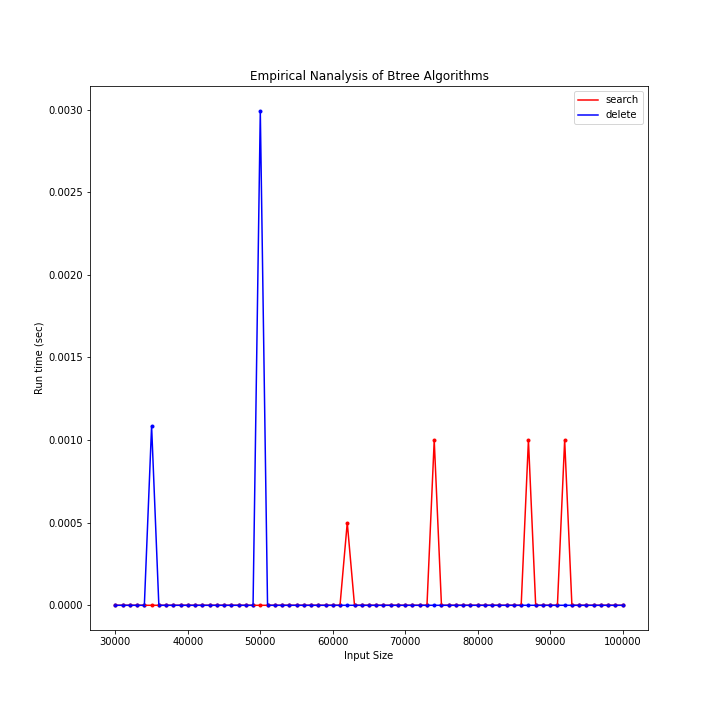 Empirical Nanalysis of Btree Algorithms
search
delete
0.0030
0.0025
0.0020
0.0015
0.0010
0.0005
0.0000
Run time (sec)
30000 40000 50000 60000 70000 80000 90000 100000
Input Size